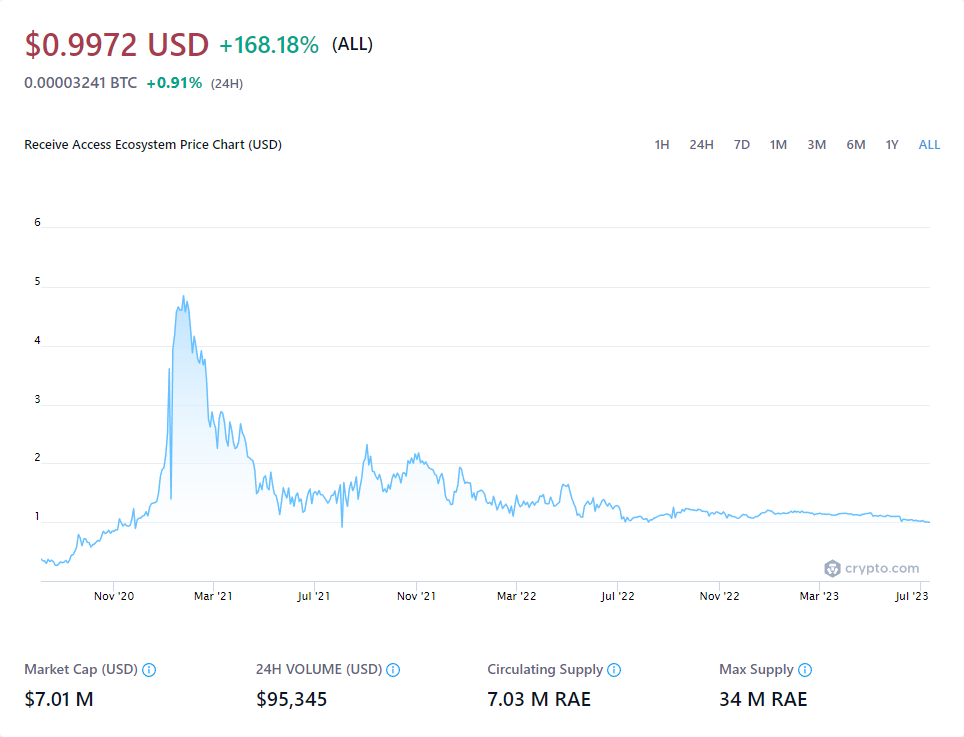 $0.9972 USD +168.18% (ALL)
0.00003241 BTC +0.91% (24H)
Receive Access Ecosystem Price Chart (USD) 1H 24H 7D 1M 3M 6M 1Y ALL
6
5
4
3
2
1
crypto.com
Nov '20 Mar '21 Jul '21 Nov '21 Mar '22 Jul '22 Nov '22 Mar '23 Jul '23
Market Cap (USD) 24H VOLUME (USD) Circulating Supply Max Supply
$7.01 M $95,345 7.03 M RAE 34 M RAE